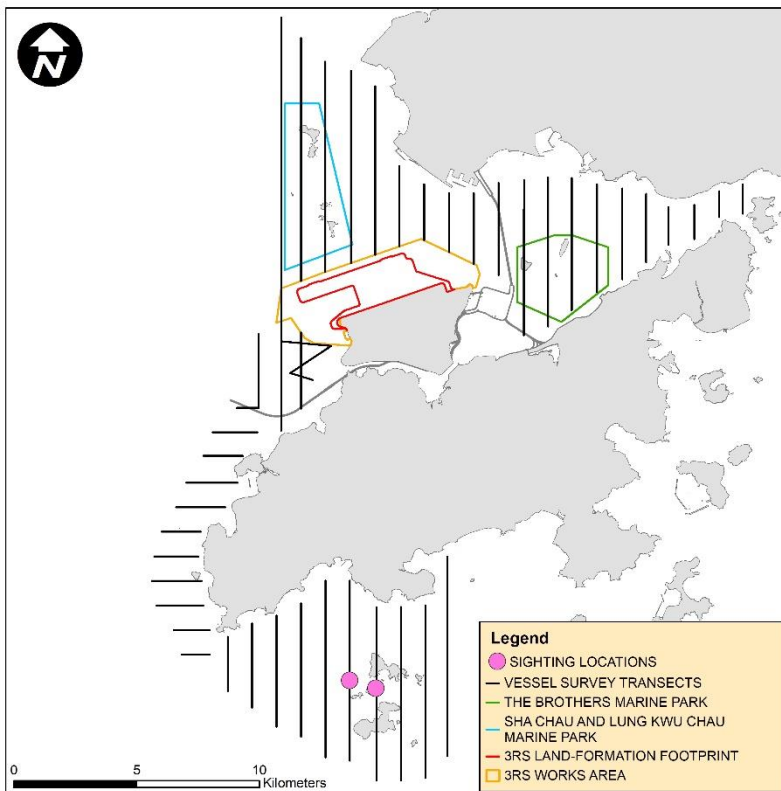 N
Legend
SIGHTING LOCATIONS
VESSEL SURVEY TRANSECTS
THE BROTHERS MARINE PARK
SHA CHAU AND LUNG KWU CHAU
MARINE PARK
3RS LAND-FORMATION FOOTPRINT
3RS WORKS AREA
0 5 10
Kilometers